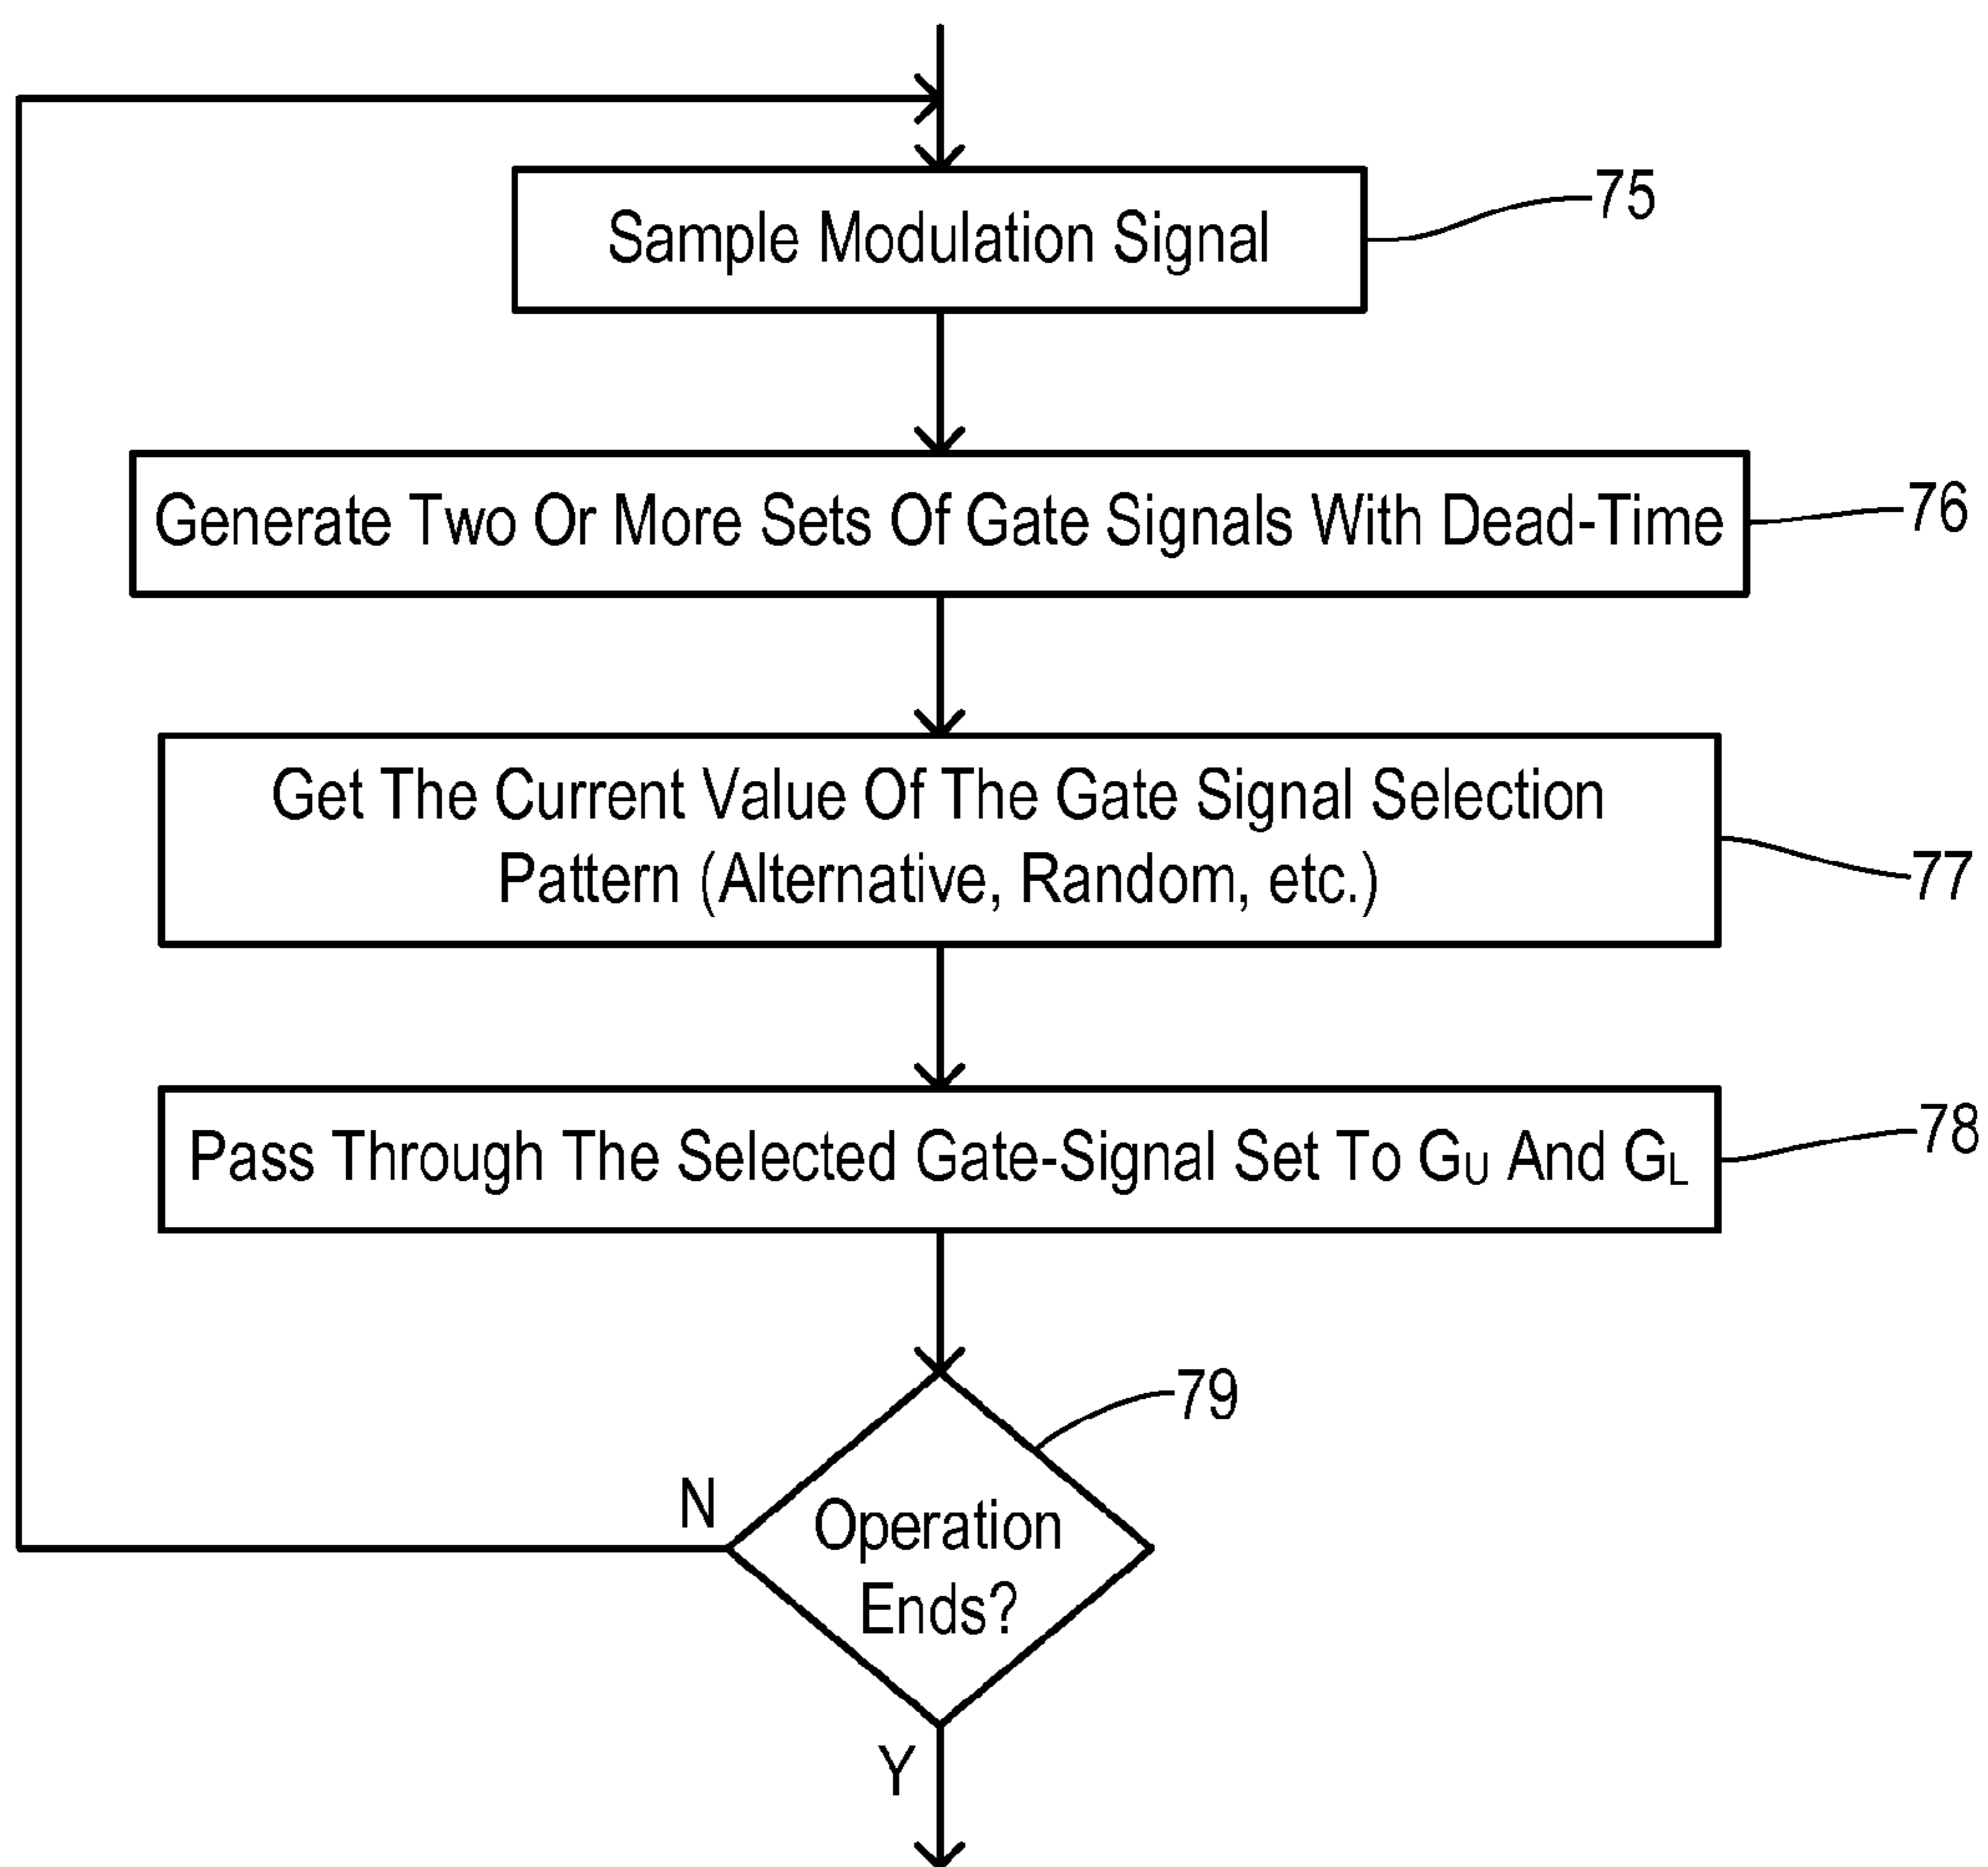 Sample Modulation Signal
75
Generate Two Or More Sets Of Gate Signals With Dead-Time
76
Get The Current Value Of The Gate Signal Selection
Pattern (Alternative, Random, etc.)
77
Pass Through The Selected Gate-Signal Set To GU And GL
78
79
N
Operation
Ends?
Y